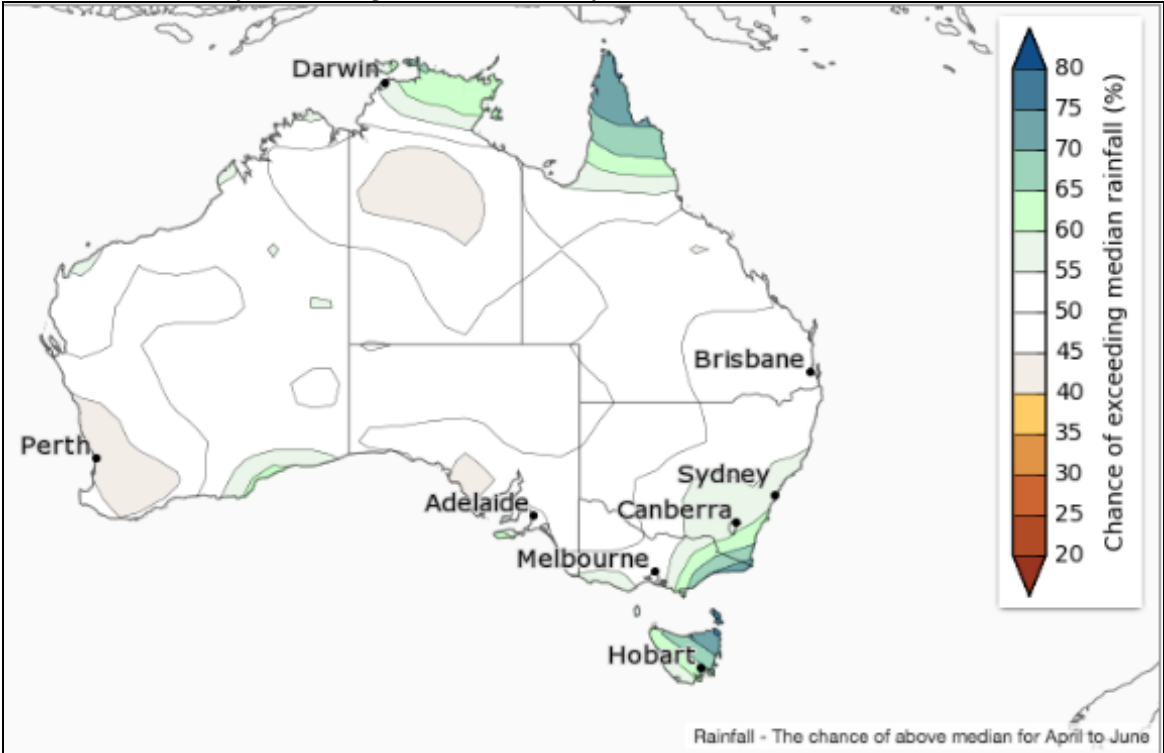 Darwin
Brisbane
Perth
Sydney
Adelaide
Canberra
Melbourne
Hobart
80
75
70
65
60
55
50
45
40
35
30
25
20
Chance of exceeding median rainfall (%)
Rainfall - The chance of above median for April to June